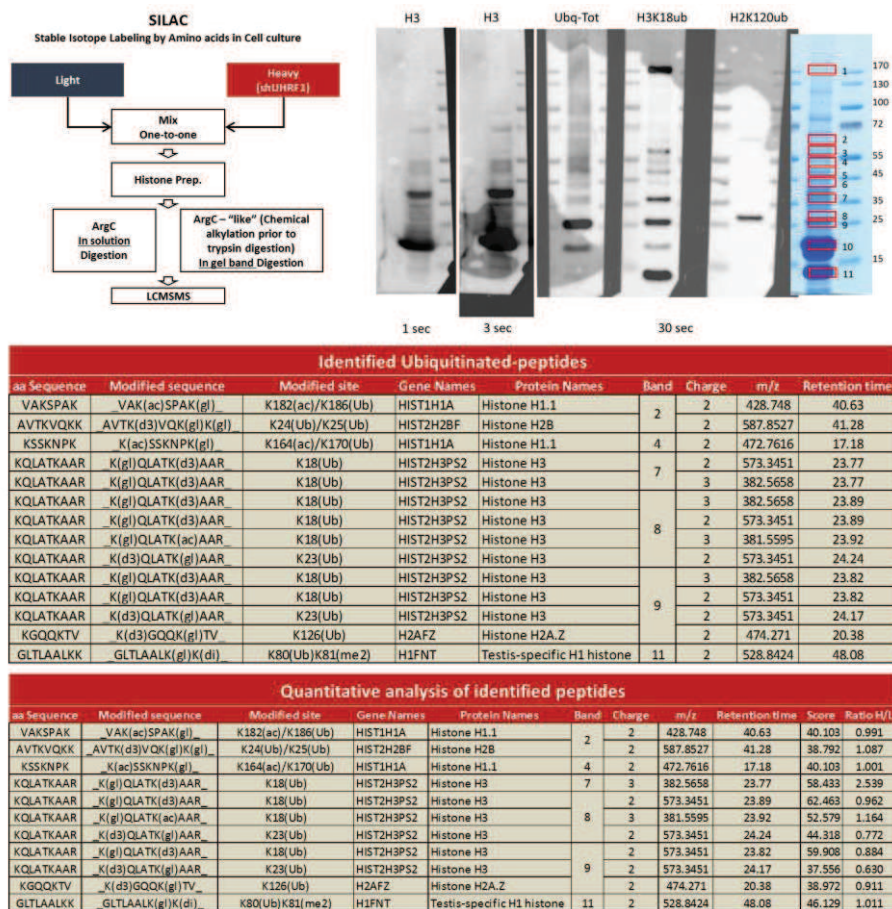 SILAC
Stable Isotope Labeling by Amino acids in Cell culture
Light
Heavy
(shUHRF1)
Mix
One-to-one
Histone Prep.
ArgC
In solution
Digestion
ArgC – "like" (Chemical
alkylation prior to
trypsin digestion)
In gel band Digestion
LCMSMS
H3 H3 Ubq-Tot H3K18ub H2K120ub
1 2 3 4 5 6 7 8 9 10 11
170
130
100
72
55
45
35
25
15
1 sec 3 sec 30 sec
Identified Ubiquitinated-peptides
aa Sequence Modified sequence Modified site Gene Names Protein Names Band Charge m/z Retention time
VAKSPAK _VAK(ac)SPAK(gl)_ K182(ac)/K186(Ub) HIST1H1A Histone H1.1 2 2 428.748 40.63
AVTKVQKK _AVTK(d3)VQK(gl)K(gl)_ K24(Ub)/K25(Ub) HIST2H2BF Histone H2B 2 587.8527 41.28
KSSKNPK _K(ac)SSKNPK(gl)_ K164(ac)/K170(Ub) HIST1H1A Histone H1.1 4 2 472.7616 17.18
KQLATKAAR _K(gl)QLATK(d3)AAR_ K18(Ub) HIST2H3PS2 Histone H3 7 2 573.3451 23.77
KQLATKAAR _K(gl)QLATK(d3)AAR_ K18(Ub) HIST2H3PS2 Histone H3 3 382.5658 23.77
KQLATKAAR _K(gl)QLATK(d3)AAR_ K18(Ub) HIST2H3PS2 Histone H3 8 3 382.5658 23.89
KQLATKAAR _K(gl)QLATK(d3)AAR_ K18(Ub) HIST2H3PS2 Histone H3 2 573.3451 23.89
KQLATKAAR _K(gl)QLATK(ac)AAR_ K18(Ub) HIST2H3PS2 Histone H3 3 381.5595 23.92
KQLATKAAR _K(d3)QLATK(gl)AAR_ K23(Ub) HIST2H3PS2 Histone H3 2 573.3451 24.24
KQLATKAAR _K(gl)QLATK(d3)AAR_ K18(Ub) HIST2H3PS2 Histone H3 9 3 382.5658 23.82
KQLATKAAR _K(gl)QLATK(d3)AAR_ K18(Ub) HIST2H3PS2 Histone H3 2 573.3451 23.82
KQLATKAAR _K(d3)QLATK(gl)AAR_ K23(Ub) HIST2H3PS2 Histone H3 2 573.3451 24.17
KGQQKTV _K(d3)GQQK(gl)TV_ K126(Ub) H2AFZ Histone H2A.Z 2 474.271 20.38
GLTLAALKK _GLTLAALK(gl)K(di)_ K80(Ub)K81(me2) H1FNT Testis-specific H1 histone 11 2 528.8424 48.08
Quantitative analysis of identified peptides
aa Sequence Modified sequence Modified site Gene Names Protein Names Band Charge m/z Retention time Score Ratio H/L
VAKSPAK _VAK(ac)SPAK(gl)_ K182(ac)/K186(Ub) HIST1H1A Histone H1.1 2 2 428.748 40.63 40.103 0.991
AVTKVQKK _AVTK(d3)VQK(gl)K(gl)_ K24(Ub)/K25(Ub) HIST2H2BF Histone H2B 2 587.8527 41.28 38.792 1.087
KSSKNPK _K(ac)SSKNPK(gl)_ K164(ac)/K170(Ub) HIST1H1A Histone H1.1 4 2 472.7616 17.18 40.103 1.001
KQLATKAAR _K(gl)QLATK(d3)AAR_ K18(Ub) HIST2H3PS2 Histone H3 7 3 382.5658 23.77 58.433 2.539
KQLATKAAR _K(gl)QLATK(d3)AAR_ K18(Ub) HIST2H3PS2 Histone H3 8 2 573.3451 23.89 62.463 0.962
KQLATKAAR _K(gl)QLATK(ac)AAR_ K18(Ub) HIST2H3PS2 Histone H3 3 381.5595 23.92 52.579 1.164
KQLATKAAR _K(d3)QLATK(gl)AAR_ K23(Ub) HIST2H3PS2 Histone H3 2 573.3451 24.24 44.318 0.772
KQLATKAAR _K(gl)QLATK(d3)AAR_ K18(Ub) HIST2H3PS2 Histone H3 9 2 573.3451 23.82 59.908 0.884
KQLATKAAR _K(d3)QLATK(gl)AAR_ K23(Ub) HIST2H3PS2 Histone H3 2 573.3451 24.17 37.556 0.630
KGQQKTV _K(d3)GQQK(gl)TV_ K126(Ub) H2AFZ Histone H2A.Z 2 474.271 20.38 38.972 0.911
GLTLAALKK _GLTLAALK(gl)K(di)_ K80(Ub)K81(me2) H1FNT Testis-specific H1 histone 11 2 528.8424 48.08 46.129 1.011